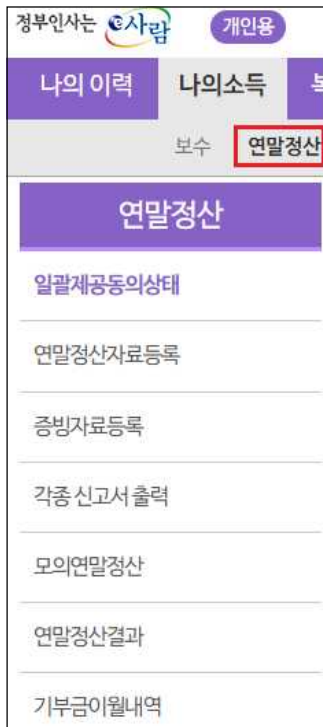 정부인사는 e사람 개인용
나의 이력 나의소득
보수 연말정산
연말정산
일괄제공동의상태
연말정산자료등록
증빙자료등록
각종 신고서 출력
모의연말정산
연말정산결과
기부금이월내역